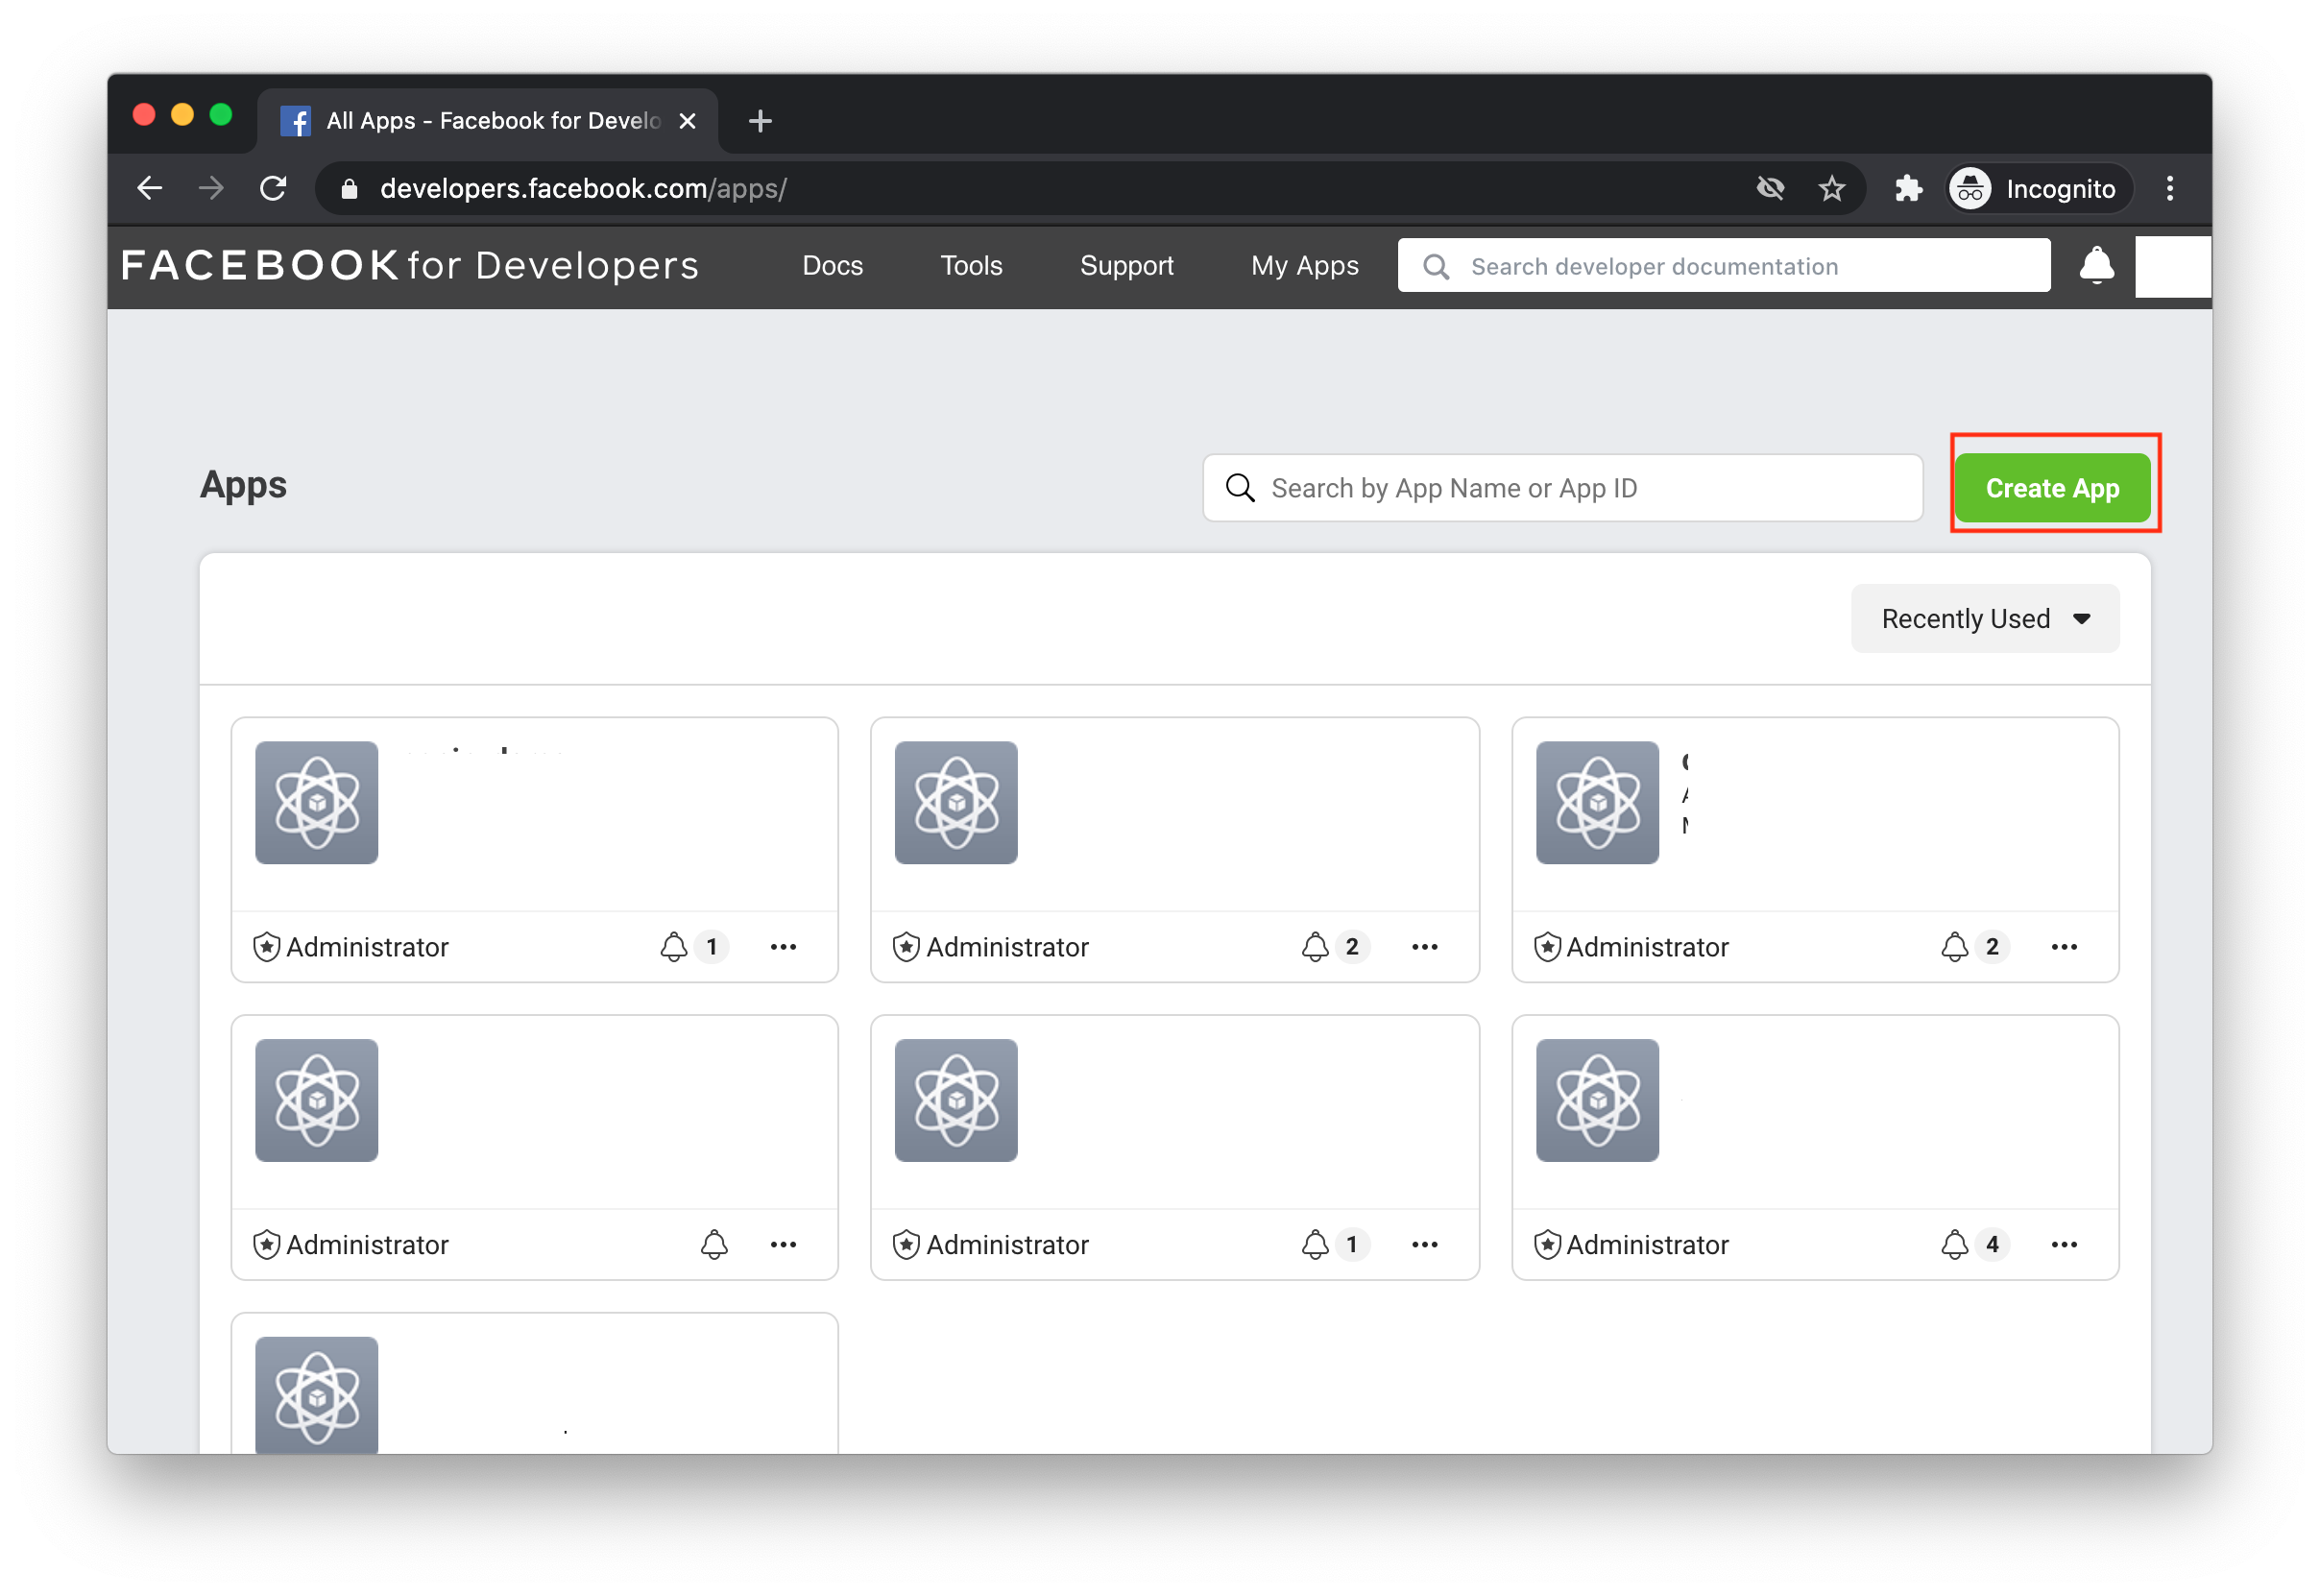 All Apps - Facebook for Develo
developers.facebook.com/apps/
Incognito
FACEBOOK for Developers
Docs
Tools
Support
My Apps
Search developer documentation
Apps
Search by App Name or App ID
Create App
Recently Used
Administrator
1
Administrator
2
Administrator
2
Administrator
Administrator
1
Administrator
4